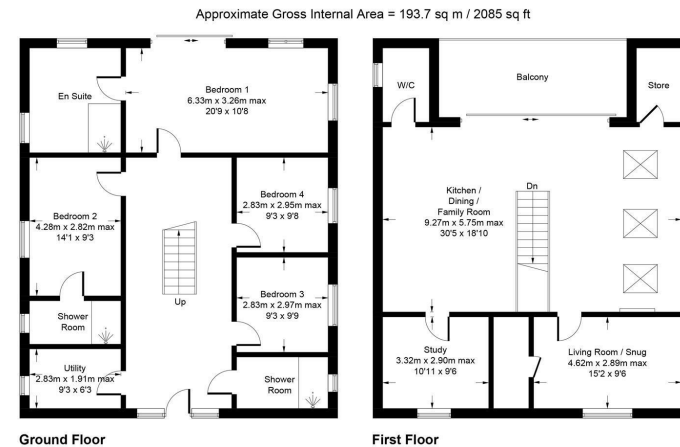 Approximate Gross Internal Area = 193.7 sq m / 2085 sq ft
En Suite
Bedroom 1
6.33m x 3.26m max
20'9 x 10'8
Bedroom 2
4.28m x 2.82m max
14'1 x 9'3
Bedroom 4
2.83m x 2.95m max
9'3 x 9'8
Up
Bedroom 3
2.83m x 2.97m max
9'3 x 9'9
Shower
Room
Utility
2.83m x 1.91m max
9'3 x 6'3
Shower
Room
Ground Floor
W/C
Balcony
Store
Kitchen /
Dining /
Family Room
9.27m x 5.75m max
30'5 x 18'10
Dn
Study
3.32m x 2.90m max
10'11 x 9'6
Living Room / Snug
4.62m x 2.89m max
15'2 x 9'6
First Floor